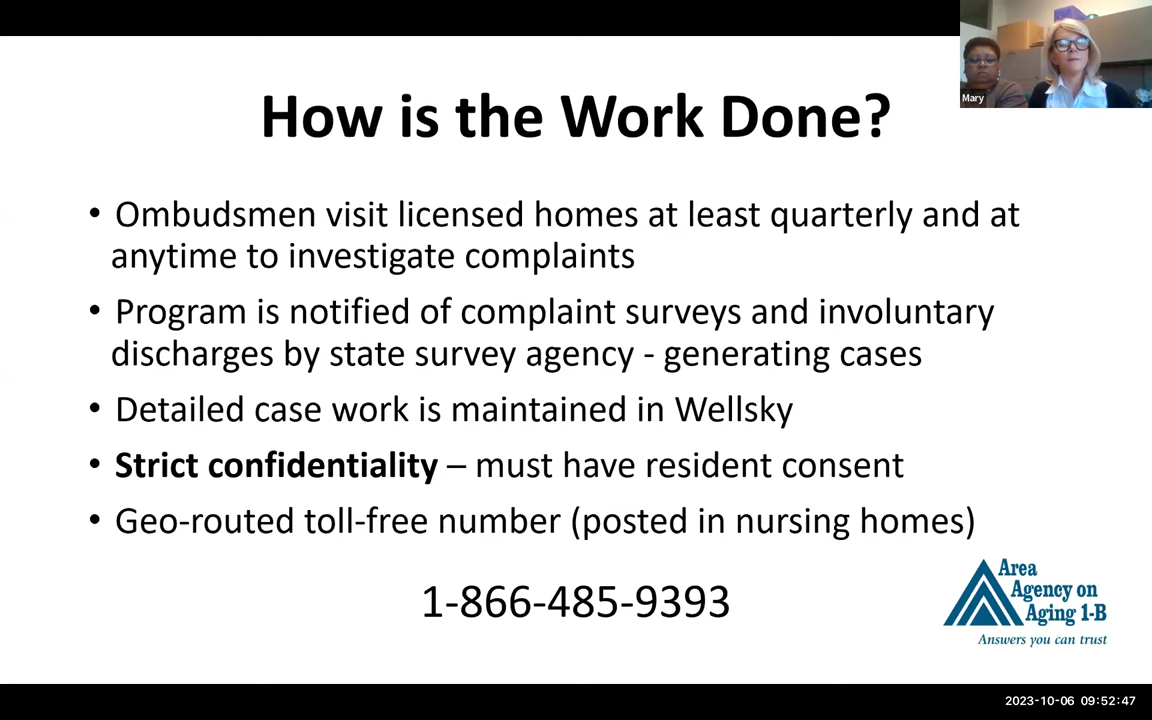 Mary
How is the Work Done?
• Ombudsmen visit licensed homes at least quarterly and at
anytime to investigate complaints
• Program is notified of complaint surveys and involuntary
discharges by state survey agency - generating cases
• Detailed case work is maintained in Wellsky
• Strict confidentiality – must have resident consent
• Geo-routed toll-free number (posted in nursing homes)
1-866-485-9393
Area
Agency on
Aging 1-B
Answers you can trust
2023-10-06 09:52:47